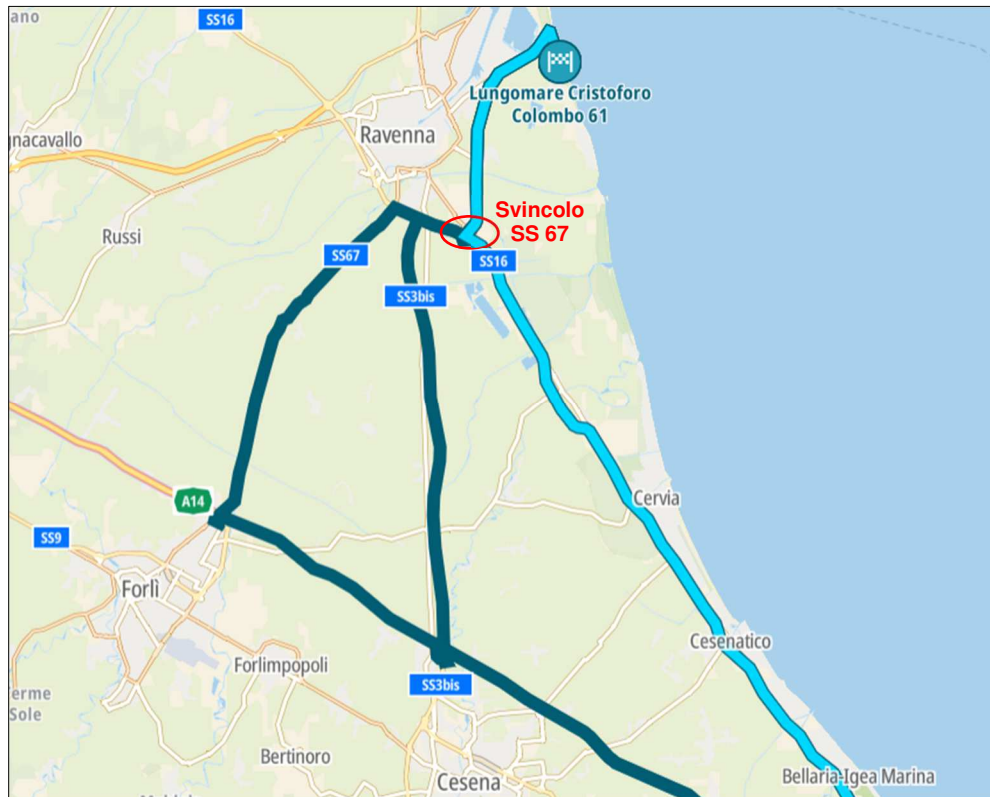 ano
SS16
Lungomare Cristoforo
Colombo 61
Ravenna
gnacavallo
Svincolo
SS 67
Russi
SS67
SS16
SS3bis
A14
Cervia
SS9
Forlì
Cesenatico
Forlimpopoli
SS3bis
erme
Sole
Bertinoro
Cesena
Bellaria-Igea Marina